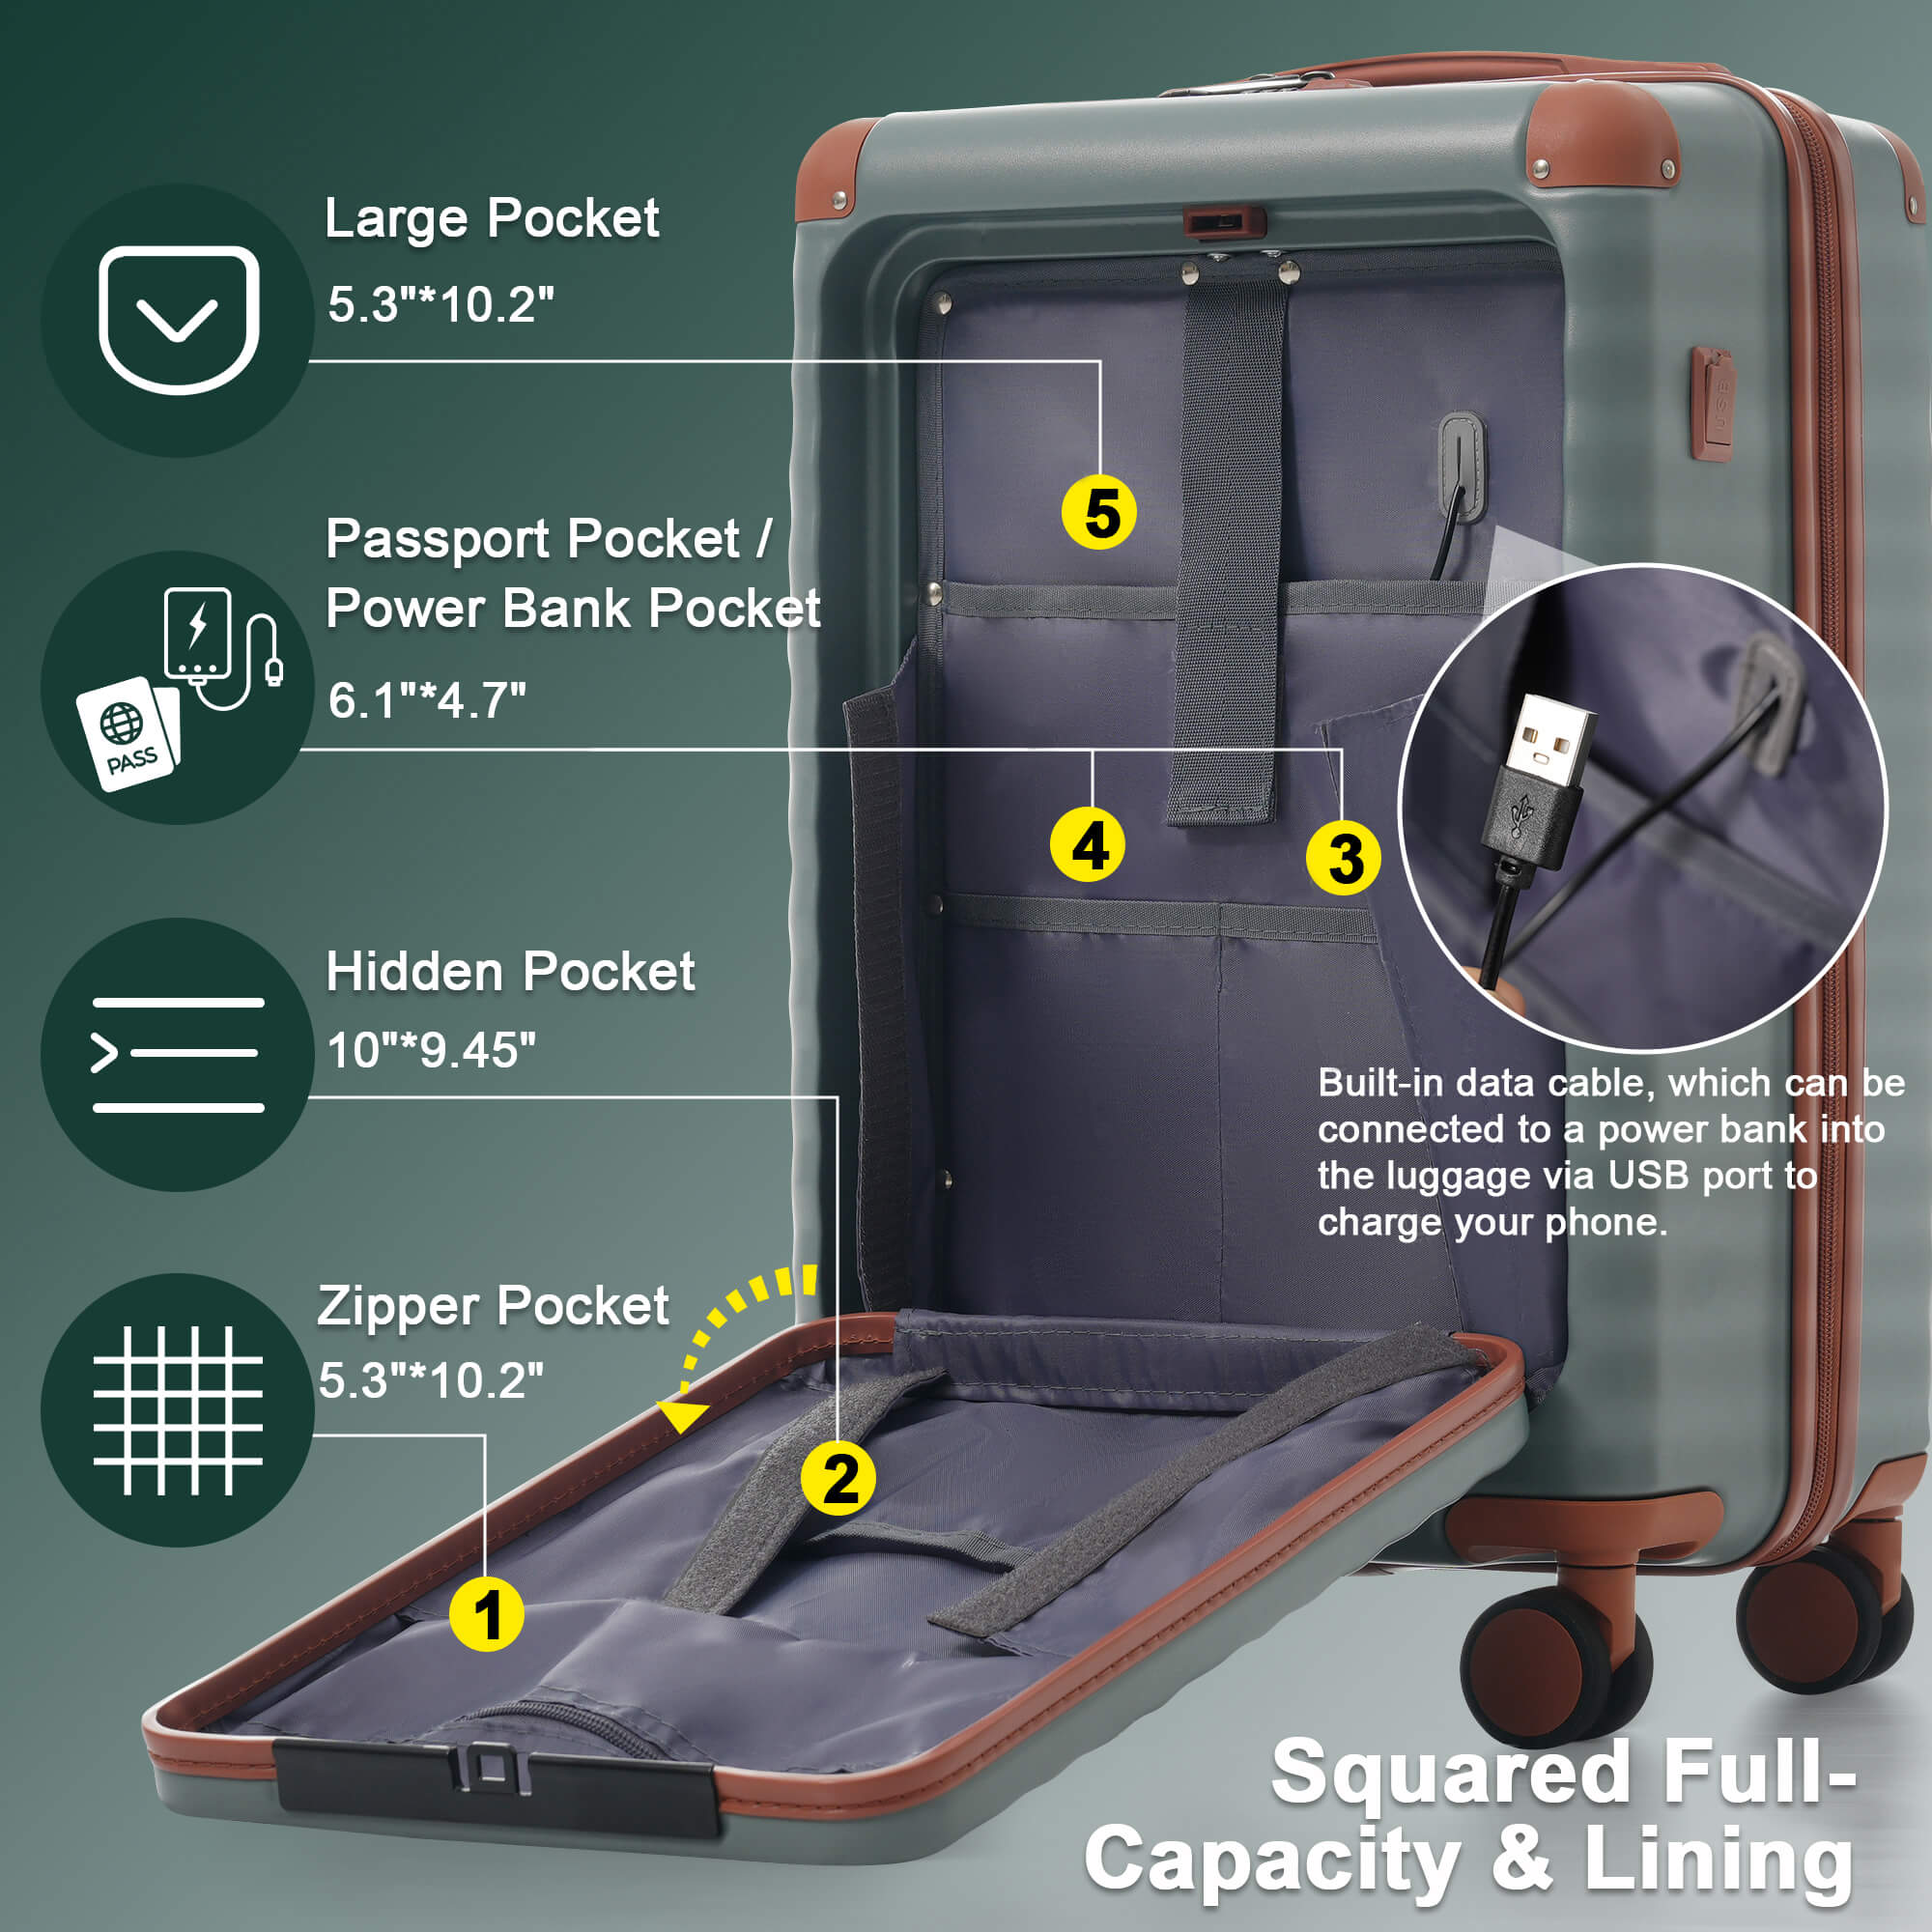 Large Pocket
5.3"*10.2"
5
USB
Passport Pocket /
Power Bank Pocket
6.1"*4.7"
PASS
4
3
Hidden Pocket
10"*9.45"
Built-in data cable, which can be
connected to a power bank into
the luggage via USB port to
charge your phone.
Zipper Pocket
5.3"*10.2"
2
1
Squared Full-
Capacity & Lining